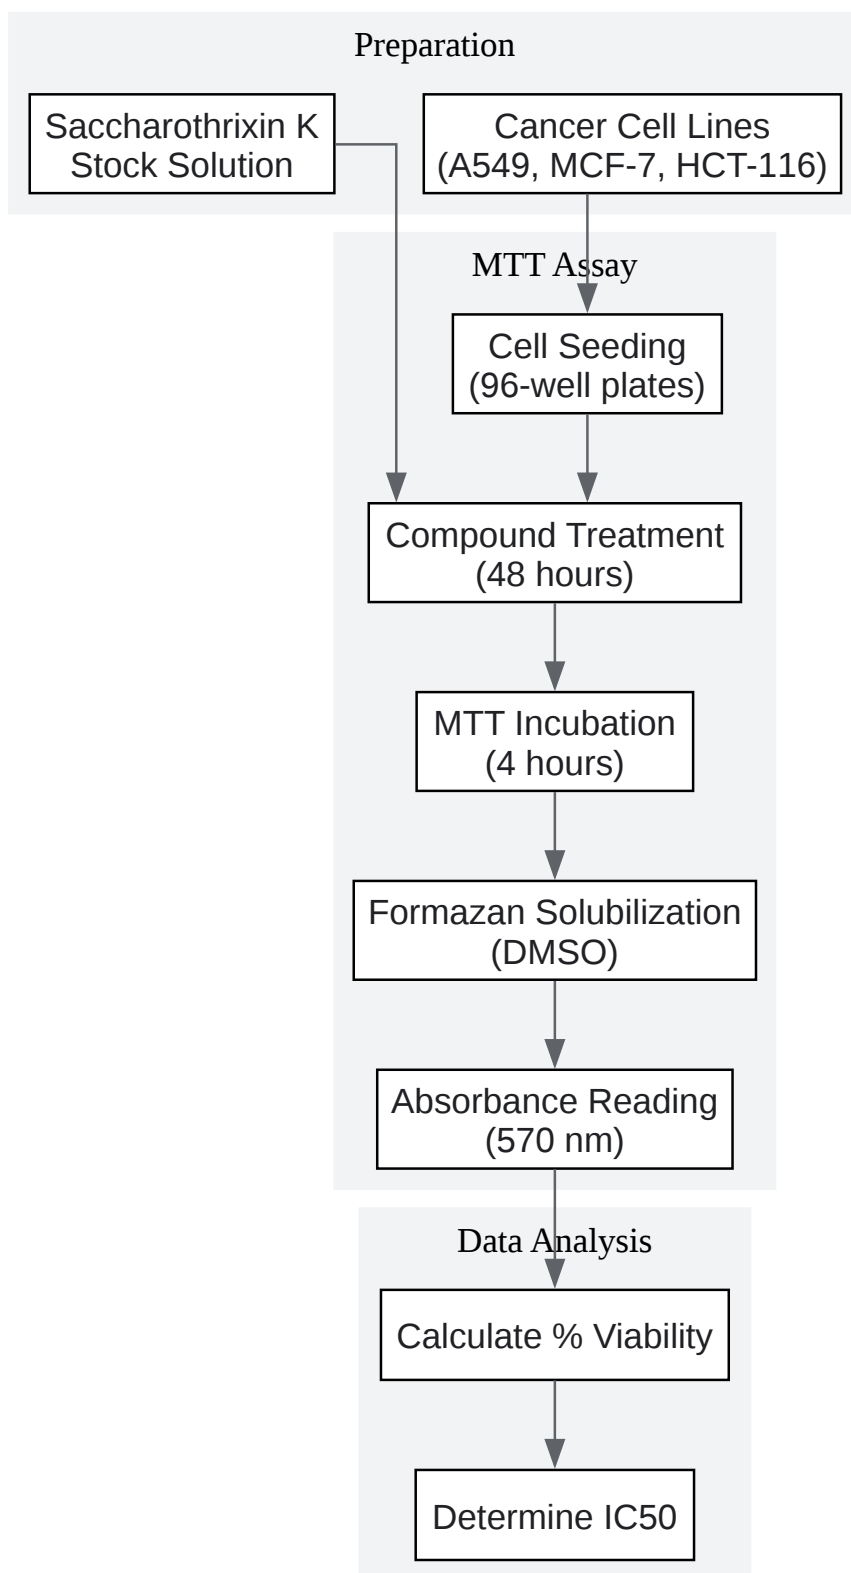 Preparation
Saccharothrixin K
Stock Solution
Cancer Cell Lines
(A549, MCF-7, HCT-116)
MTT Assay
Cell Seeding
(96-well plates)
Compound Treatment
(48 hours)
MTT Incubation
(4 hours)
Formazan Solubilization
(DMSO)
Absorbance Reading
(570 nm)
Data Analysis
Calculate % Viability
Determine IC50